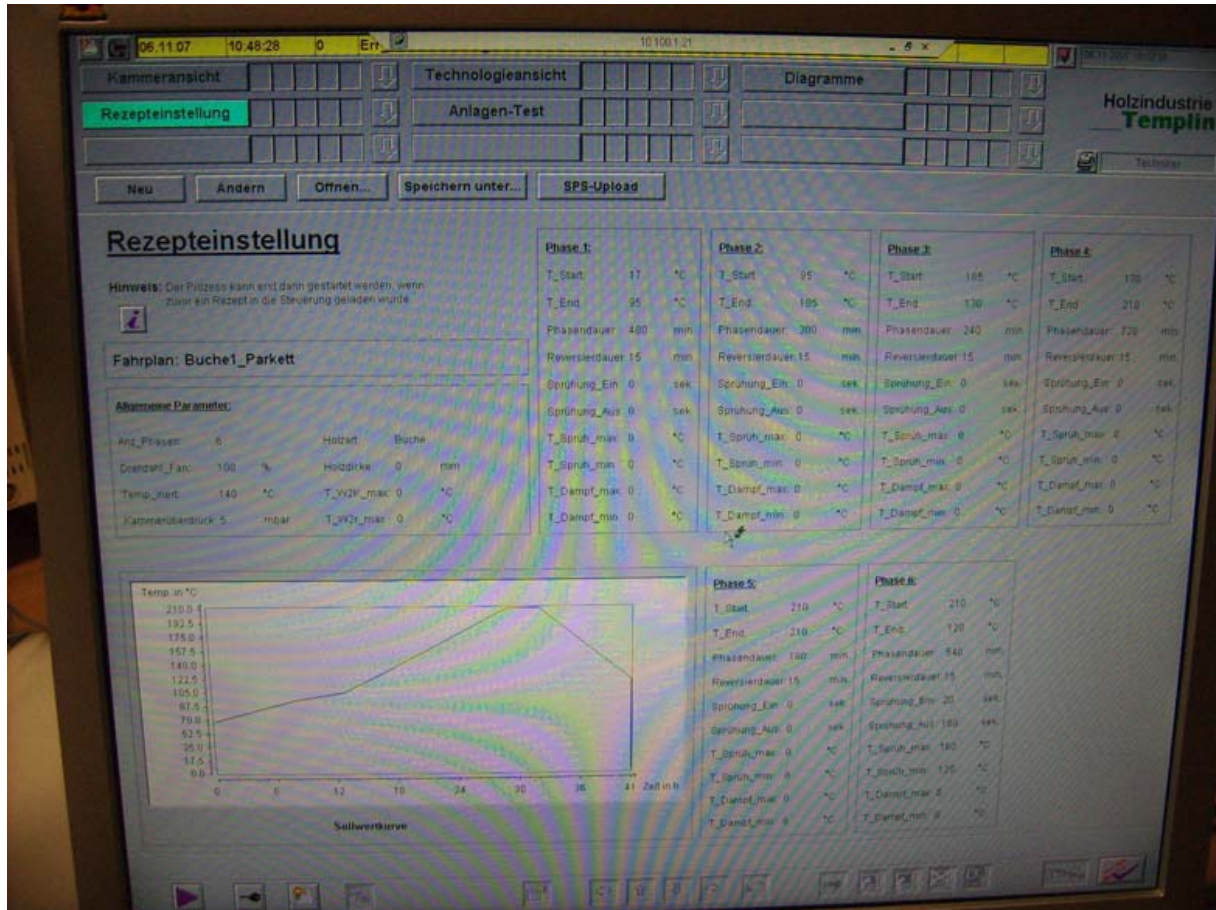 06.11.07 10:48:28 0 Err 10.100.1.21
Kammeransicht Technologieansicht Diagramme
Rezepteinstellung Anlagen-Test
Holzindustrie
Templin
Neu Ändern Öffnen... Speichern unter... SPS-Upload
Rezepteinstellung
Hinweis: Der Prozess kann erst dann gestartet werden, wenn
zuvor ein Rezept in die Steuerung geladen wurde.
Fahrplan: Buche1_Parkett
Allgemeine Parameter:
Anz_Phasen: 6 Holzart: Buche
Drehzahl_Fan: 100 % Holzdicke: 0 mm
Temp_inert: 140 °C T_W2K_max: 0 °C
Kammerüberdruck: 5 mbar T_W2r_max: 0 °C
Phase 1:
T_Start: 17 °C
T_End: 95 °C
Phasendauer: 480 min
Reversierdauer: 15 min
Sprühung_Ein: 0 sek.
Sprühung_Aus: 0 sek.
T_Sprüh_max: 0 °C
T_Sprüh_min: 0 °C
T_Dampf_max: 0 °C
T_Dampf_min: 0 °C
Phase 2:
T_Start: 95 °C
T_End: 105 °C
Phasendauer: 300 min
Reversierdauer: 15 min
Sprühung_Ein: 0 sek.
Sprühung_Aus: 0 sek.
T_Sprüh_max: 0 °C
T_Sprüh_min: 0 °C
T_Dampf_max: 0 °C
T_Dampf_min: 0 °C
Phase 3:
T_Start: 105 °C
T_End: 130 °C
Phasendauer: 240 min
Reversierdauer: 15 min
Sprühung_Ein: 0 sek.
Sprühung_Aus: 0 sek.
T_Sprüh_max: 0 °C
T_Sprüh_min: 0 °C
T_Dampf_max: 0 °C
T_Dampf_min: 0 °C
Phase 4:
T_Start: 130 °C
T_End: 210 °C
Phasendauer: 720 min
Reversierdauer: 15 min
Sprühung_Ein: 0 sek.
Sprühung_Aus: 0 sek.
T_Sprüh_max: 0 °C
T_Sprüh_min: 0 °C
T_Dampf_max: 0 °C
T_Dampf_min: 0 °C
Temp. in °C
210.0
192.5
175.0
157.5
140.0
122.5
105.0
87.5
70.0
52.5
35.0
17.5
0.0
0 6 12 18 24 30 36 41 Zeit in h
Sollwertkurve
Phase 5:
T_Start: 210 °C
T_End: 210 °C
Phasendauer: 180 min
Reversierdauer: 15 min
Sprühung_Ein: 0 sek.
Sprühung_Aus: 0 sek.
T_Sprüh_max: 0 °C
T_Sprüh_min: 0 °C
T_Dampf_max: 0 °C
T_Dampf_min: 0 °C
Phase 6:
T_Start: 210 °C
T_End: 120 °C
Phasendauer: 540 min
Reversierdauer: 15 min
Sprühung_Ein: 20 sek.
Sprühung_Aus: 180 sek.
T_Sprüh_max: 180 °C
T_Sprüh_min: 120 °C
T_Dampf_max: 0 °C
T_Dampf_min: 0 °C